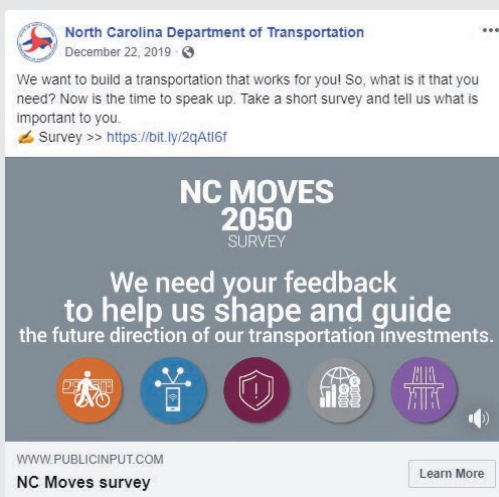 North Carolina Department of Transportation
December 22, 2019 ·
We want to build a transportation that works for you! So, what is it that you
need? Now is the time to speak up. Take a short survey and tell us what is
important to you.
✍ Survey >> https://bit.ly/2qAtI6f
NC MOVES
2050
SURVEY
We need your feedback
to help us shape and guide
the future direction of our transportation investments.
WWW.PUBLICINPUT.COM
NC Moves survey
Learn More